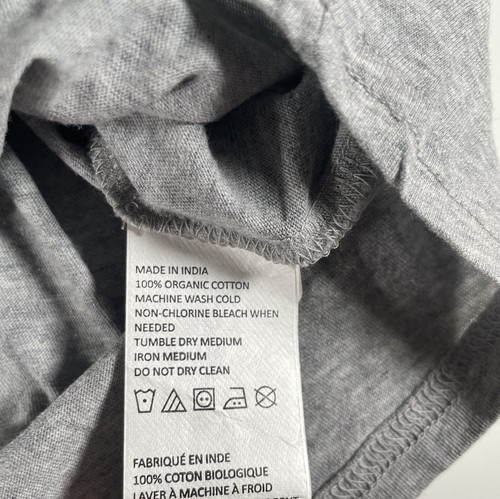 MADE IN INDIA
100% ORGANIC COTTON
MACHINE WASH COLD
NON-CHLORINE BLEACH WHEN
NEEDED
TUMBLE DRY MEDIUM
IRON MEDIUM
DO NOT DRY CLEAN
FABRIQUÉ EN INDE
100% COTON BIOLOGIQUE
LAVER À MACHINE À FROID